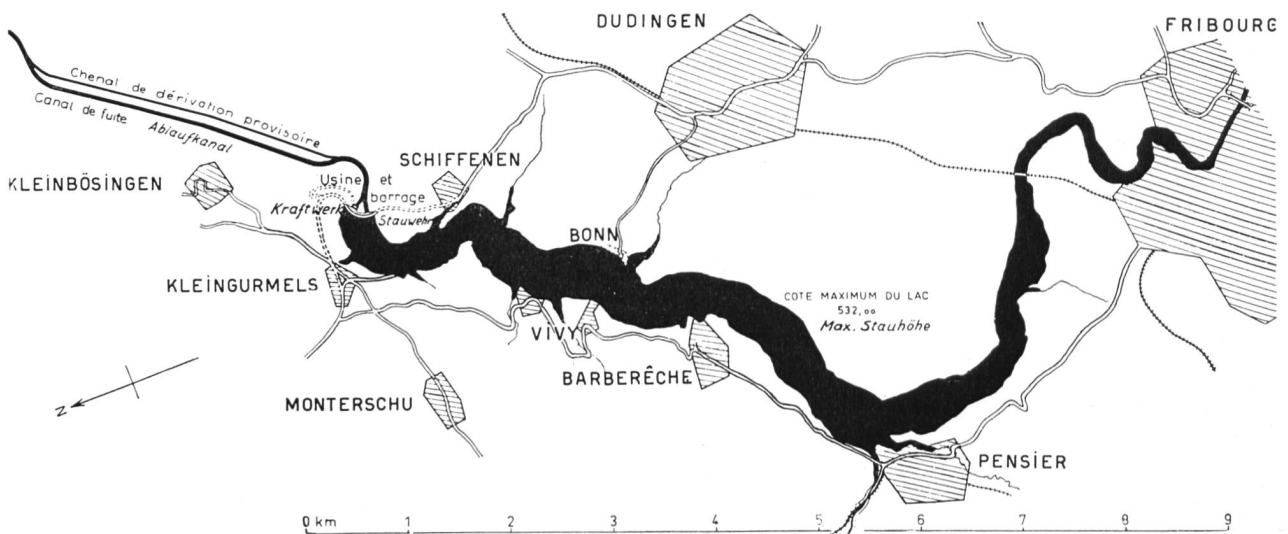 DUDINGEN
FRIBOURG
Chenal de dérivation provisoire
Canal de fuite Ablaufkanal
SCHIFFENEN
KLEINBÖSINGEN
Usine et
barrage
Kraftwerk
Stauwehr
BONN
KLEINGURMELS
COTE MAXIMUM DU LAC
532,00
Max. Stauhöhe
VIVY
BARBERÊCHE
MONTERSCHU
N
PENSIER
0 km 1 2 3 4 5 6 7 8 9